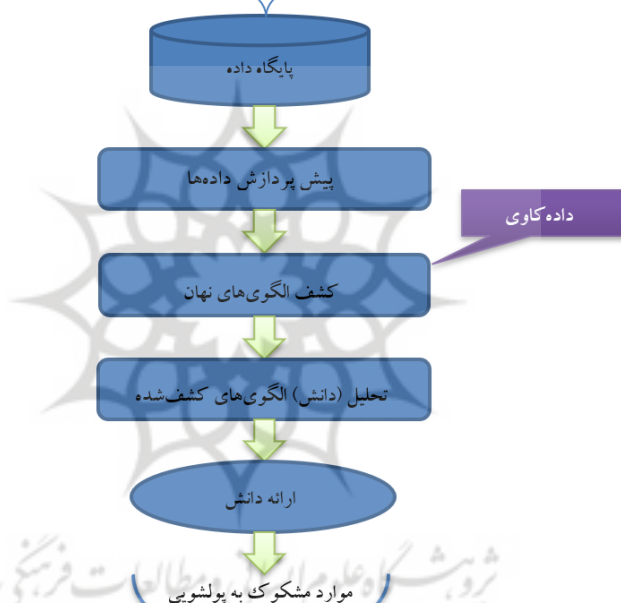 پایگاه داده
پیش پردازش داده‌ها
داده‌کاوی
کشف الگوی‌های نهان
تحلیل (دانش) الگوی‌های کشف‌شده
ارائه دانش
موارد مشکوک به پولشویی